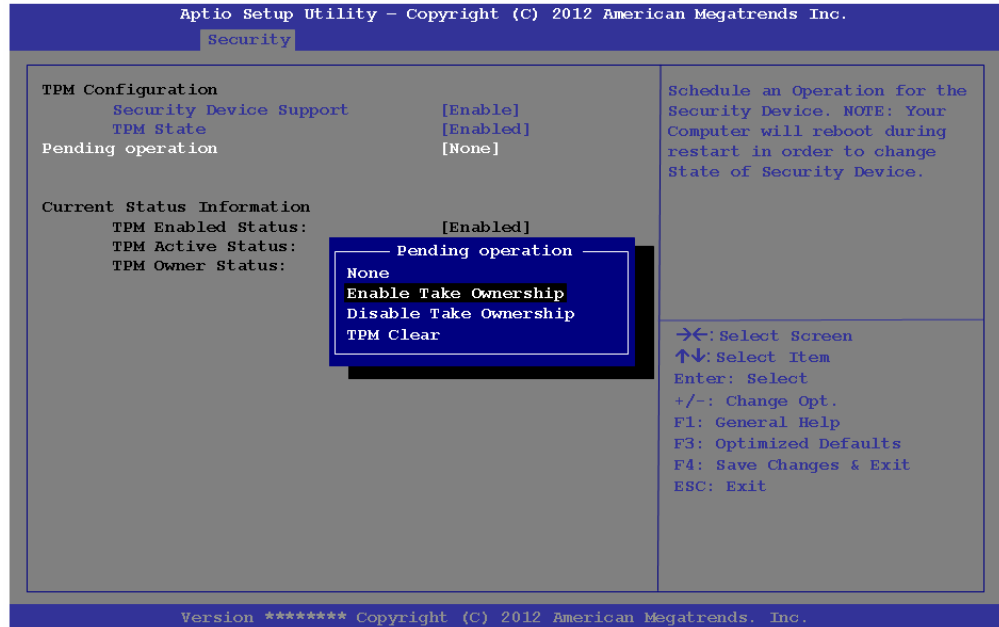 Aptio Setup Utility – Copyright (C) 2012 American Megatrends Inc.
Security
TPM Configuration
Security Device Support [Enable]
TPM State [Enabled]
Pending operation [None]
Current Status Information
TPM Enabled Status: [Enabled]
TPM Active Status:
TPM Owner Status:
Pending operation
None
Enable Take Ownership
Disable Take Ownership
TPM Clear
Schedule an Operation for the
Security Device. NOTE: Your
Computer will reboot during
restart in order to change
State of Security Device.
→←: Select Screen
↑↓: Select Item
Enter: Select
+/-: Change Opt.
F1: General Help
F3: Optimized Defaults
F4: Save Changes & Exit
ESC: Exit
Version ******** Copyright (C) 2012 American Megatrends. Inc.